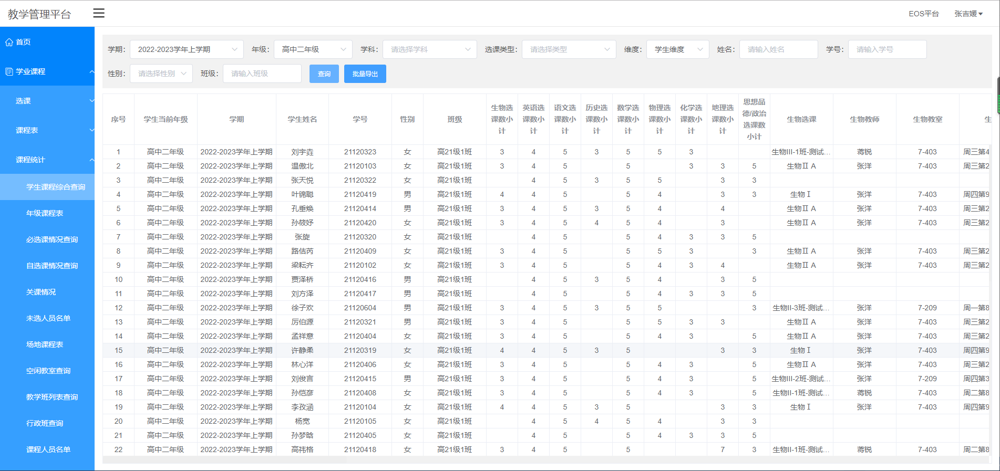 教学管理平台
EOS平台 张吉媛
首页
学业课程
选课
课程表
课程统计
学生课程综合查询
年级课程表
必选课情况查询
自选课情况查询
关课情况
未选人员名单
场地课程表
空闲教室查询
教学班列表查询
行政班查询
课程人员名单
学期: 2022-2023学年上学期 年级: 高中二年级 学科: 请选择学科 选课类型: 请选择类型 维度: 学生维度 姓名: 请输入姓名 学号: 请输入学号
性别: 请选择性别 班级: 请输入班级 查询 批量导出
序号 学生当前年级 学期 学生姓名 学号 性别 班级 生物选课数小计 英语选课数小计 语文选课数小计 历史选课数小计 数学选课数小计 物理选课数小计 化学选课数小计 地理选课数小计 思想品德/政治选课数小计 生物选课 生物教师 生物教室 生
1 高中二年级 2022-2023学年上学期 刘宇壵 21120323 女 高21级1班 3 4 5 3 5 5 3 生物III-1班-测试... 蒋锐 7-403 周三第4
2 高中二年级 2022-2023学年上学期 温傲北 21120103 女 高21级1班 3 4 5 5 3 3 5 生物Ⅱ A 张洋 7-403 周三第2
3 高中二年级 2022-2023学年上学期 张天悦 21120322 女 高21级1班 4 5 3 5 5 3 3
4 高中二年级 2022-2023学年上学期 叶锦聪 21120419 男 高21级1班 4 4 5 5 4 3 3 生物Ⅰ 张洋 7-403 周四第9
5 高中二年级 2022-2023学年上学期 孔垂焕 21120414 男 高21级1班 3 4 5 3 5 4 4 生物Ⅱ A 张洋 7-403 周三第2
6 高中二年级 2022-2023学年上学期 孙筱妤 21120420 女 高21级1班 3 4 5 4 5 4 3 生物Ⅱ A 张洋 7-403 周三第2
7 高中二年级 2022-2023学年上学期 张旋 21120320 女 高21级1班 4 5 5 4 3 3 5
8 高中二年级 2022-2023学年上学期 路佶芮 21120409 女 高21级1班 3 4 5 5 5 3 3 生物Ⅱ A 张洋 7-403 周三第2
9 高中二年级 2022-2023学年上学期 梁耘齐 21120102 女 高21级1班 3 4 5 5 4 3 4 生物Ⅱ A 张洋 7-403 周三第2
10 高中二年级 2022-2023学年上学期 贾泽桥 21120416 男 高21级1班 4 5 3 5 4 3 5
11 高中二年级 2022-2023学年上学期 刘方泽 21120417 男 高21级1班 4 5 5 4 3 3 5
12 高中二年级 2022-2023学年上学期 徐子欢 21120604 男 高21级1班 3 4 5 3 5 5 3 生物II-3班-测试... 张洋 7-209 周一第8
13 高中二年级 2022-2023学年上学期 厉伯源 21120321 男 高21级1班 3 4 5 5 5 3 3 生物Ⅱ A 张洋 7-403 周三第2
14 高中二年级 2022-2023学年上学期 孟祥意 21120404 女 高21级1班 3 4 5 5 4 3 5 生物Ⅱ A 张洋 7-403 周三第2
15 高中二年级 2022-2023学年上学期 许静柔 21120319 女 高21级1班 4 4 5 3 5 3 3 生物Ⅰ 张洋 7-403 周四第9
16 高中二年级 2022-2023学年上学期 林心洋 21120406 女 高21级1班 3 4 5 5 4 3 5 生物Ⅱ A 张洋 7-403 周三第2
17 高中二年级 2022-2023学年上学期 刘俊言 21120415 男 高21级1班 3 4 5 5 4 3 5 生物III-2班-测试... 张洋 7-209 周四第3
18 高中二年级 2022-2023学年上学期 孙恺彦 21120408 女 高21级1班 3 4 5 5 4 3 5 生物II-1班-测试... 蒋锐 7-403 周二第8
19 高中二年级 2022-2023学年上学期 李孜涵 21120104 女 高21级1班 4 4 5 3 5 3 3 生物Ⅰ 张洋 7-403 周四第9
20 高中二年级 2022-2023学年上学期 杨宽 21120105 女 高21级1班 4 5 4 5 4 3 3
21 高中二年级 2022-2023学年上学期 孙梦晗 21120405 女 高21级1班 4 5 5 4 3 3 5
22 高中二年级 2022-2023学年上学期 高祎格 21120418 女 高21级1班 3 4 5 5 7 3 生物II-1班-测试... 蒋锐 7-403 周二第8